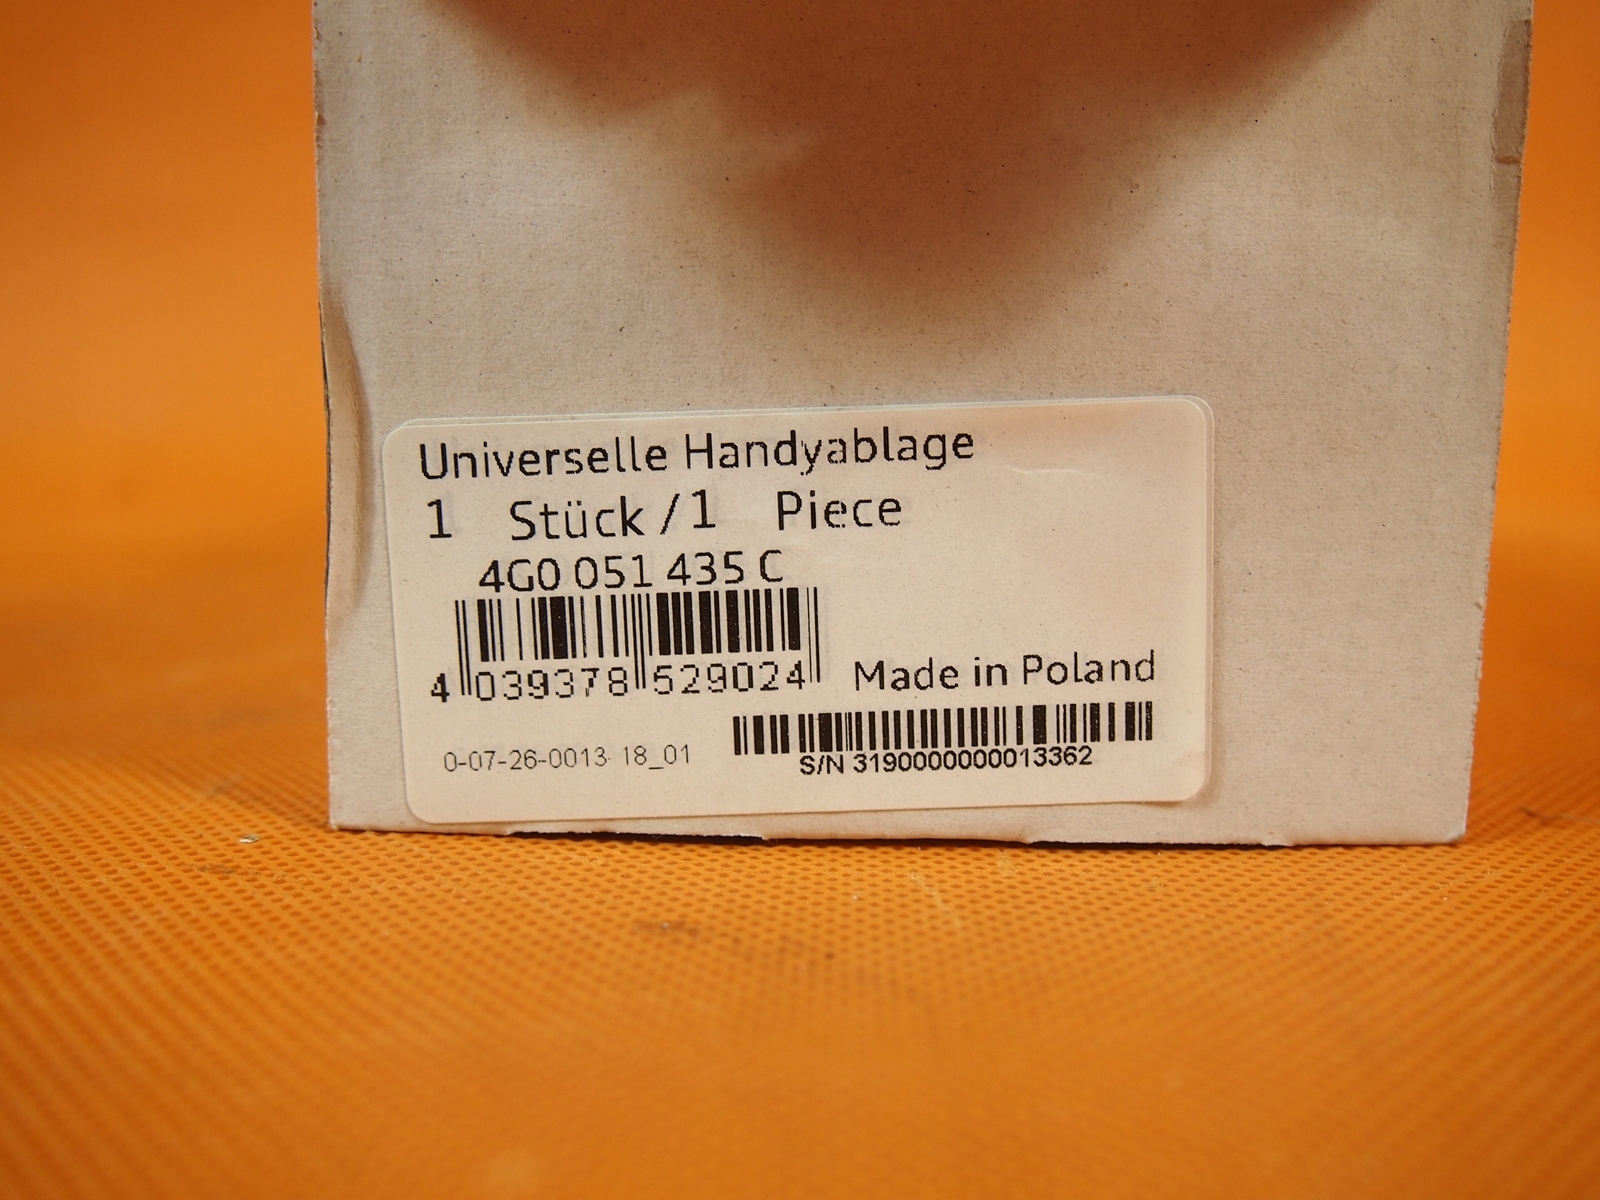 Universelle Handyablage
1 Stück / 1 Piece
4G0 051 435 C
4 039378 529024
Made in Poland
0-07-26-0013 18_01
S/N 3190000000013362